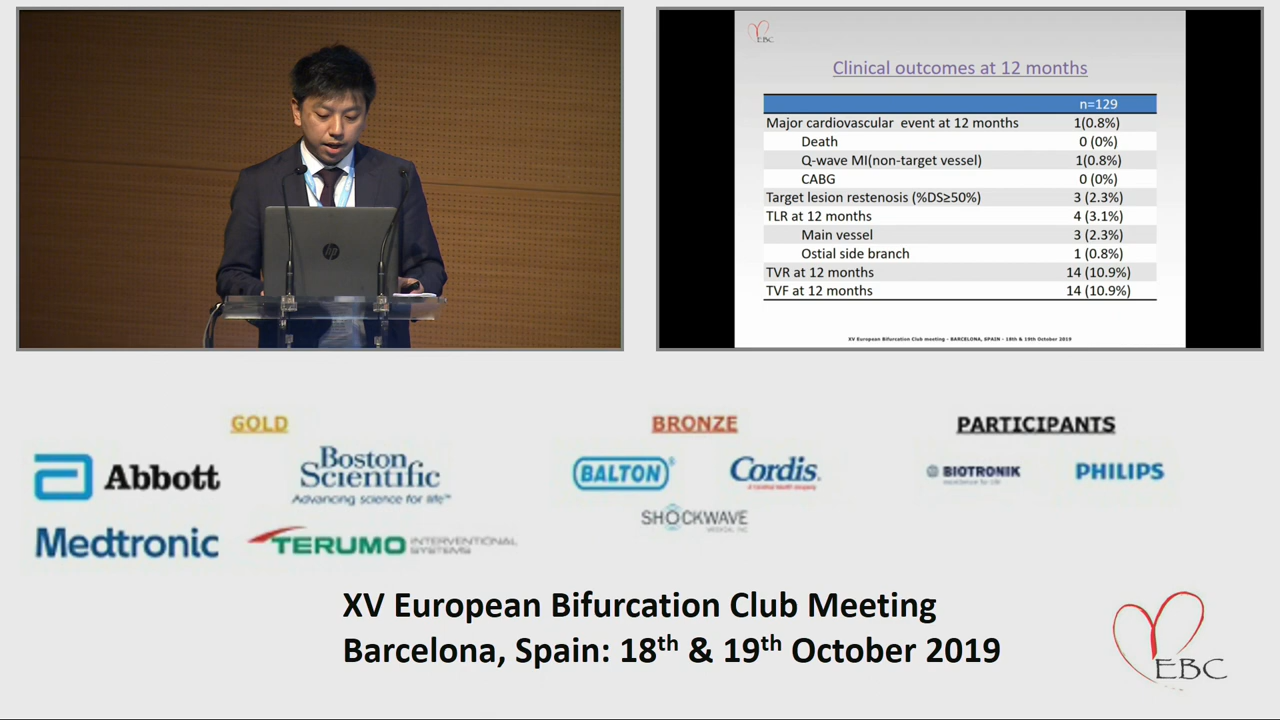 hp
EBC
Clinical outcomes at 12 months
n=129
Major cardiovascular event at 12 months 1(0.8%)
Death 0 (0%)
Q-wave MI(non-target vessel) 1(0.8%)
CABG 0 (0%)
Target lesion restenosis (%DS≥50%) 3 (2.3%)
TLR at 12 months 4 (3.1%)
Main vessel 3 (2.3%)
Ostial side branch 1 (0.8%)
TVR at 12 months 14 (10.9%)
TVF at 12 months 14 (10.9%)
XV European Bifurcation Club meeting - BARCELONA, SPAIN - 18th & 19th October 2019
GOLD
Abbott
Boston
Scientific
Advancing science for life™
Medtronic
TERUMO INTERVENTIONAL
SYSTEMS
BRONZE
BALTON®
Cordis.
SHOCKWAVE
PARTICIPANTS
BIOTRONIK
PHILIPS
XV European Bifurcation Club Meeting
Barcelona, Spain: 18th & 19th October 2019
EBC